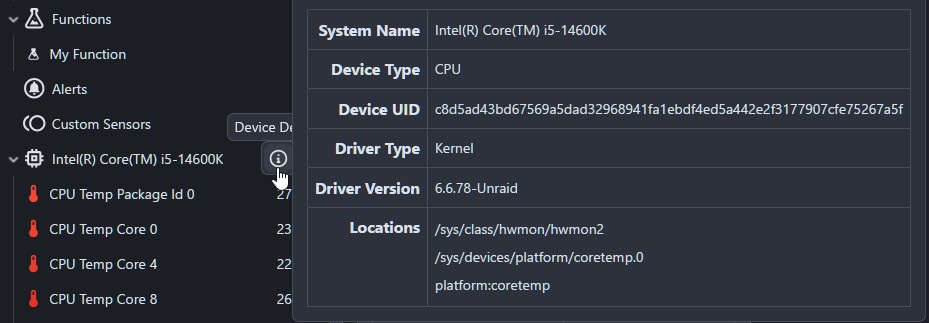 Functions
My Function
Alerts
Custom Sensors
Device De
Intel(R) Core(TM) i5-14600K
CPU Temp Package Id 0 27
CPU Temp Core 0 23
CPU Temp Core 4 22
CPU Temp Core 8 26
System Name Intel(R) Core(TM) i5-14600K
Device Type CPU
Device UID c8d5ad43bd67569a5dad32968941fa1ebdf4ed5a442e2f3177907cfe75267a5f
Driver Type Kernel
Driver Version 6.6.78-Unraid
Locations /sys/class/hwmon/hwmon2
/sys/devices/platform/coretemp.0
platform:coretemp